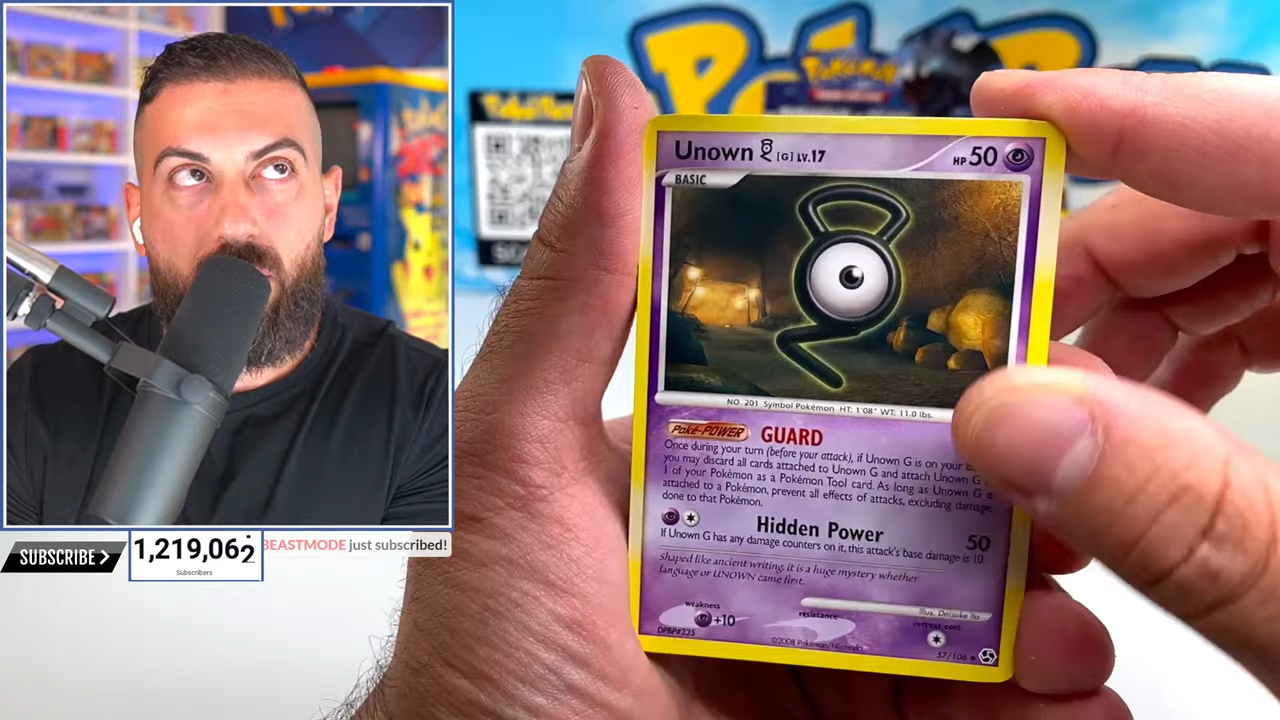 Pokémon
Unown [G] LV.17
HP 50
BASIC
NO. 201 Symbol Pokémon HT: 1'08" WT: 11.0 lbs.
Poké-POWER GUARD
Once during your turn (before your attack), if Unown G is on your
you may discard all cards attached to Unown G and attach Unown G
1 of your Pokémon as a Pokémon Tool card. As long as Unown G is
attached to a Pokémon, prevent all effects of attacks, excluding damage,
done to that Pokémon.
Hidden Power 50
If Unown G has any damage counters on it, this attack's base damage is 10.
Shaped like ancient writing, it is a huge mystery whether
language or UNOWN came first.
Illus. Daisuke Ito
weakness
+10
resistance
retreat cost
DPBP#235
©2008 Pokémon/Nintendo
57/106
SUBSCRIBE
1,219,062
Subscribers
BEASTMODE just subscribed!